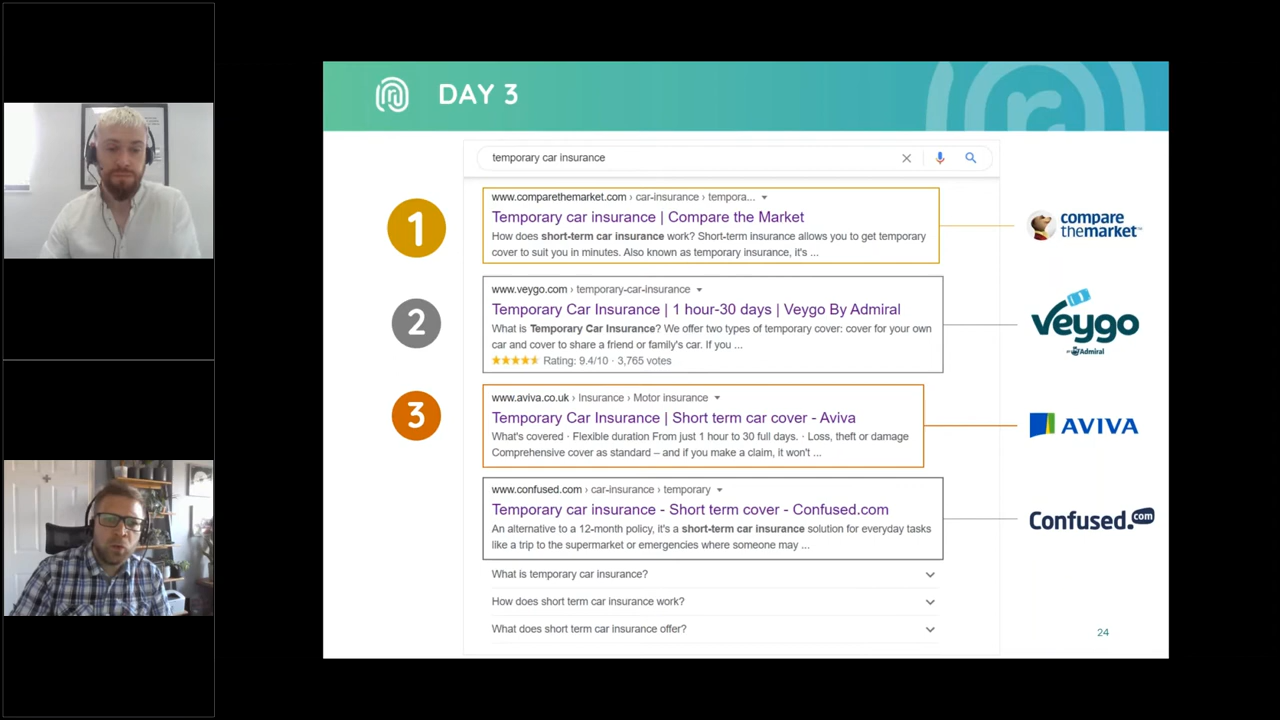 DAY 3
temporary car insurance
1
www.comparethemarket.com › car-insurance › tempora...
Temporary car insurance | Compare the Market
How does short-term car insurance work? Short-term insurance allows you to get temporary
cover to suit you in minutes. Also known as temporary insurance, it's ...
compare
themarket.com
2
www.veygo.com › temporary-car-insurance
Temporary Car Insurance | 1 hour-30 days | Veygo By Admiral
What is Temporary Car Insurance? We offer two types of temporary cover: cover for your own
car and cover to share a friend or family's car. If you ...
Rating: 9.4/10 · 3,765 votes
veygo
BY Admiral
3
www.aviva.co.uk › Insurance › Motor insurance
Temporary Car Insurance | Short term car cover - Aviva
What's covered · Flexible duration From just 1 hour to 30 full days. · Loss, theft or damage
Comprehensive cover as standard – and if you make a claim, it won't ...
AVIVA
www.confused.com › car-insurance › temporary
Temporary car insurance - Short term cover - Confused.com
An alternative to a 12-month policy, it's a short-term car insurance solution for everyday tasks
like a trip to the supermarket or emergencies where someone may ...
Confused.com
What is temporary car insurance?
How does short term car insurance work?
What does short term car insurance offer?
24